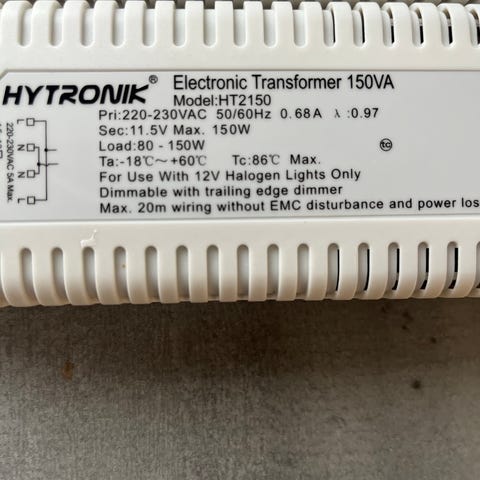 HYTRONIK®
Electronic Transformer 150VA
Model:HT2150
Pri:220-230VAC 50/60Hz 0.68A λ:0.97
Sec:11.5V Max. 150W
Load:80 - 150W
Ta:-18℃～+60℃ Tc:86℃ Max.
For Use With 12V Halogen Lights Only
Dimmable with trailing edge dimmer
Max. 20m wiring without EMC disturbance and power los
tc
L
L
N
N
220-230VAC 5A Max.